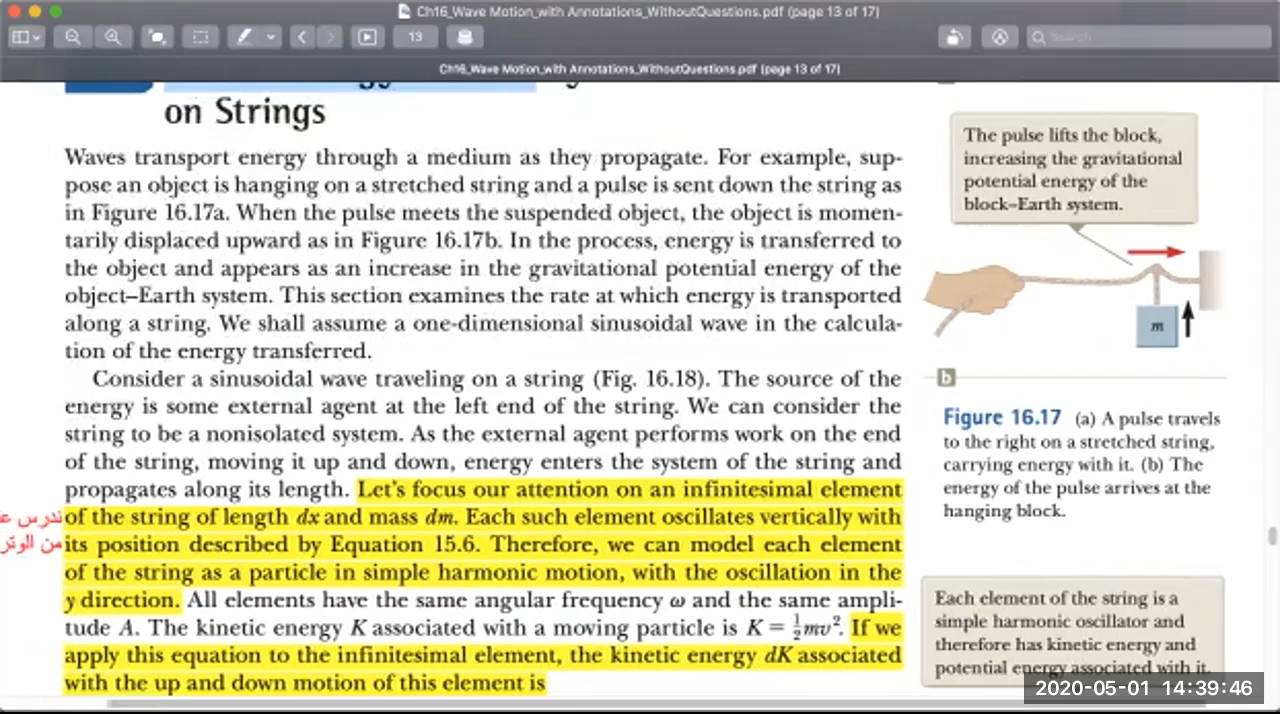 Ch16_Wave Motion_with Annotations_WithoutQuestions.pdf (page 13 of 17)
13
Search
Ch16_Wave Motion_with Annotations_WithoutQuestions.pdf (page 13 of 17)
on Strings
Waves transport energy through a medium as they propagate. For example, sup-
pose an object is hanging on a stretched string and a pulse is sent down the string as
in Figure 16.17a. When the pulse meets the suspended object, the object is momen-
tarily displaced upward as in Figure 16.17b. In the process, energy is transferred to
the object and appears as an increase in the gravitational potential energy of the
object–Earth system. This section examines the rate at which energy is transported
along a string. We shall assume a one-dimensional sinusoidal wave in the calcula-
tion of the energy transferred.
Consider a sinusoidal wave traveling on a string (Fig. 16.18). The source of the
energy is some external agent at the left end of the string. We can consider the
string to be a nonisolated system. As the external agent performs work on the end
of the string, moving it up and down, energy enters the system of the string and
propagates along its length. Let's focus our attention on an infinitesimal element
of the string of length dx and mass dm. Each such element oscillates vertically with
its position described by Equation 15.6. Therefore, we can model each element
of the string as a particle in simple harmonic motion, with the oscillation in the
y direction. All elements have the same angular frequency ω and the same ampli-
tude A. The kinetic energy K associated with a moving particle is K = ½mv². If we
apply this equation to the infinitesimal element, the kinetic energy dK associated
with the up and down motion of this element is
ندرس
من الوتر
The pulse lifts the block,
increasing the gravitational
potential energy of the
block–Earth system.
m
b
Figure 16.17 (a) A pulse travels
to the right on a stretched string,
carrying energy with it. (b) The
energy of the pulse arrives at the
hanging block.
Each element of the string is a
simple harmonic oscillator and
therefore has kinetic energy and
potential energy associated with it.
2020-05-01 14:39:46